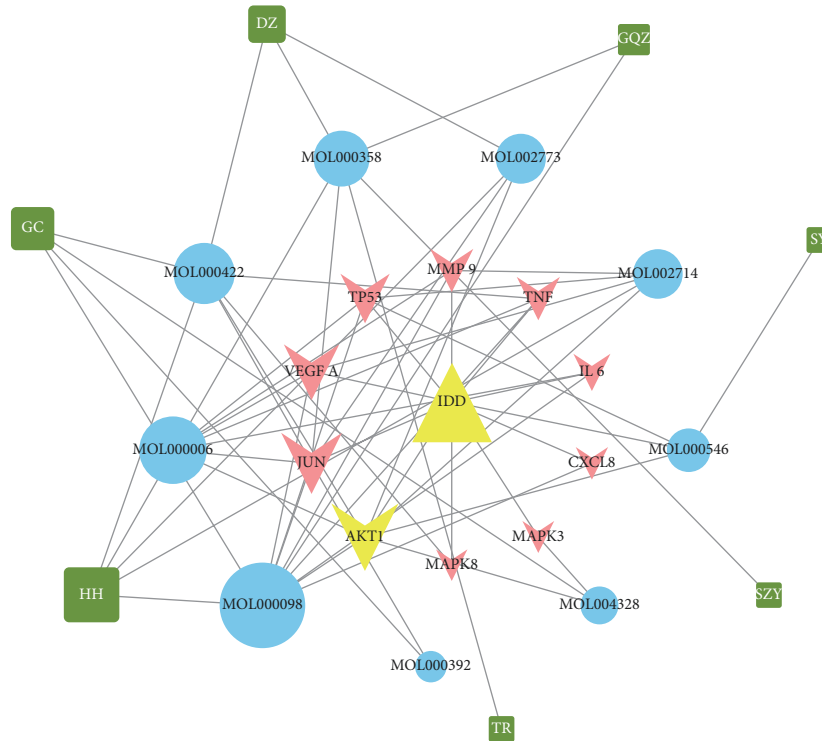 DZ
GQZ
MOL000358
MOL002773
GC
SY
MOL000422
MMP 9
MOL002714
TP53
TNF
VEGF A
IL 6
IDD
MOL000006
JUN
CXCL8
MOL000546
AKT1
MAPK3
MAPK8
HH
MOL000098
MOL004328
SZY
MOL000392
TR